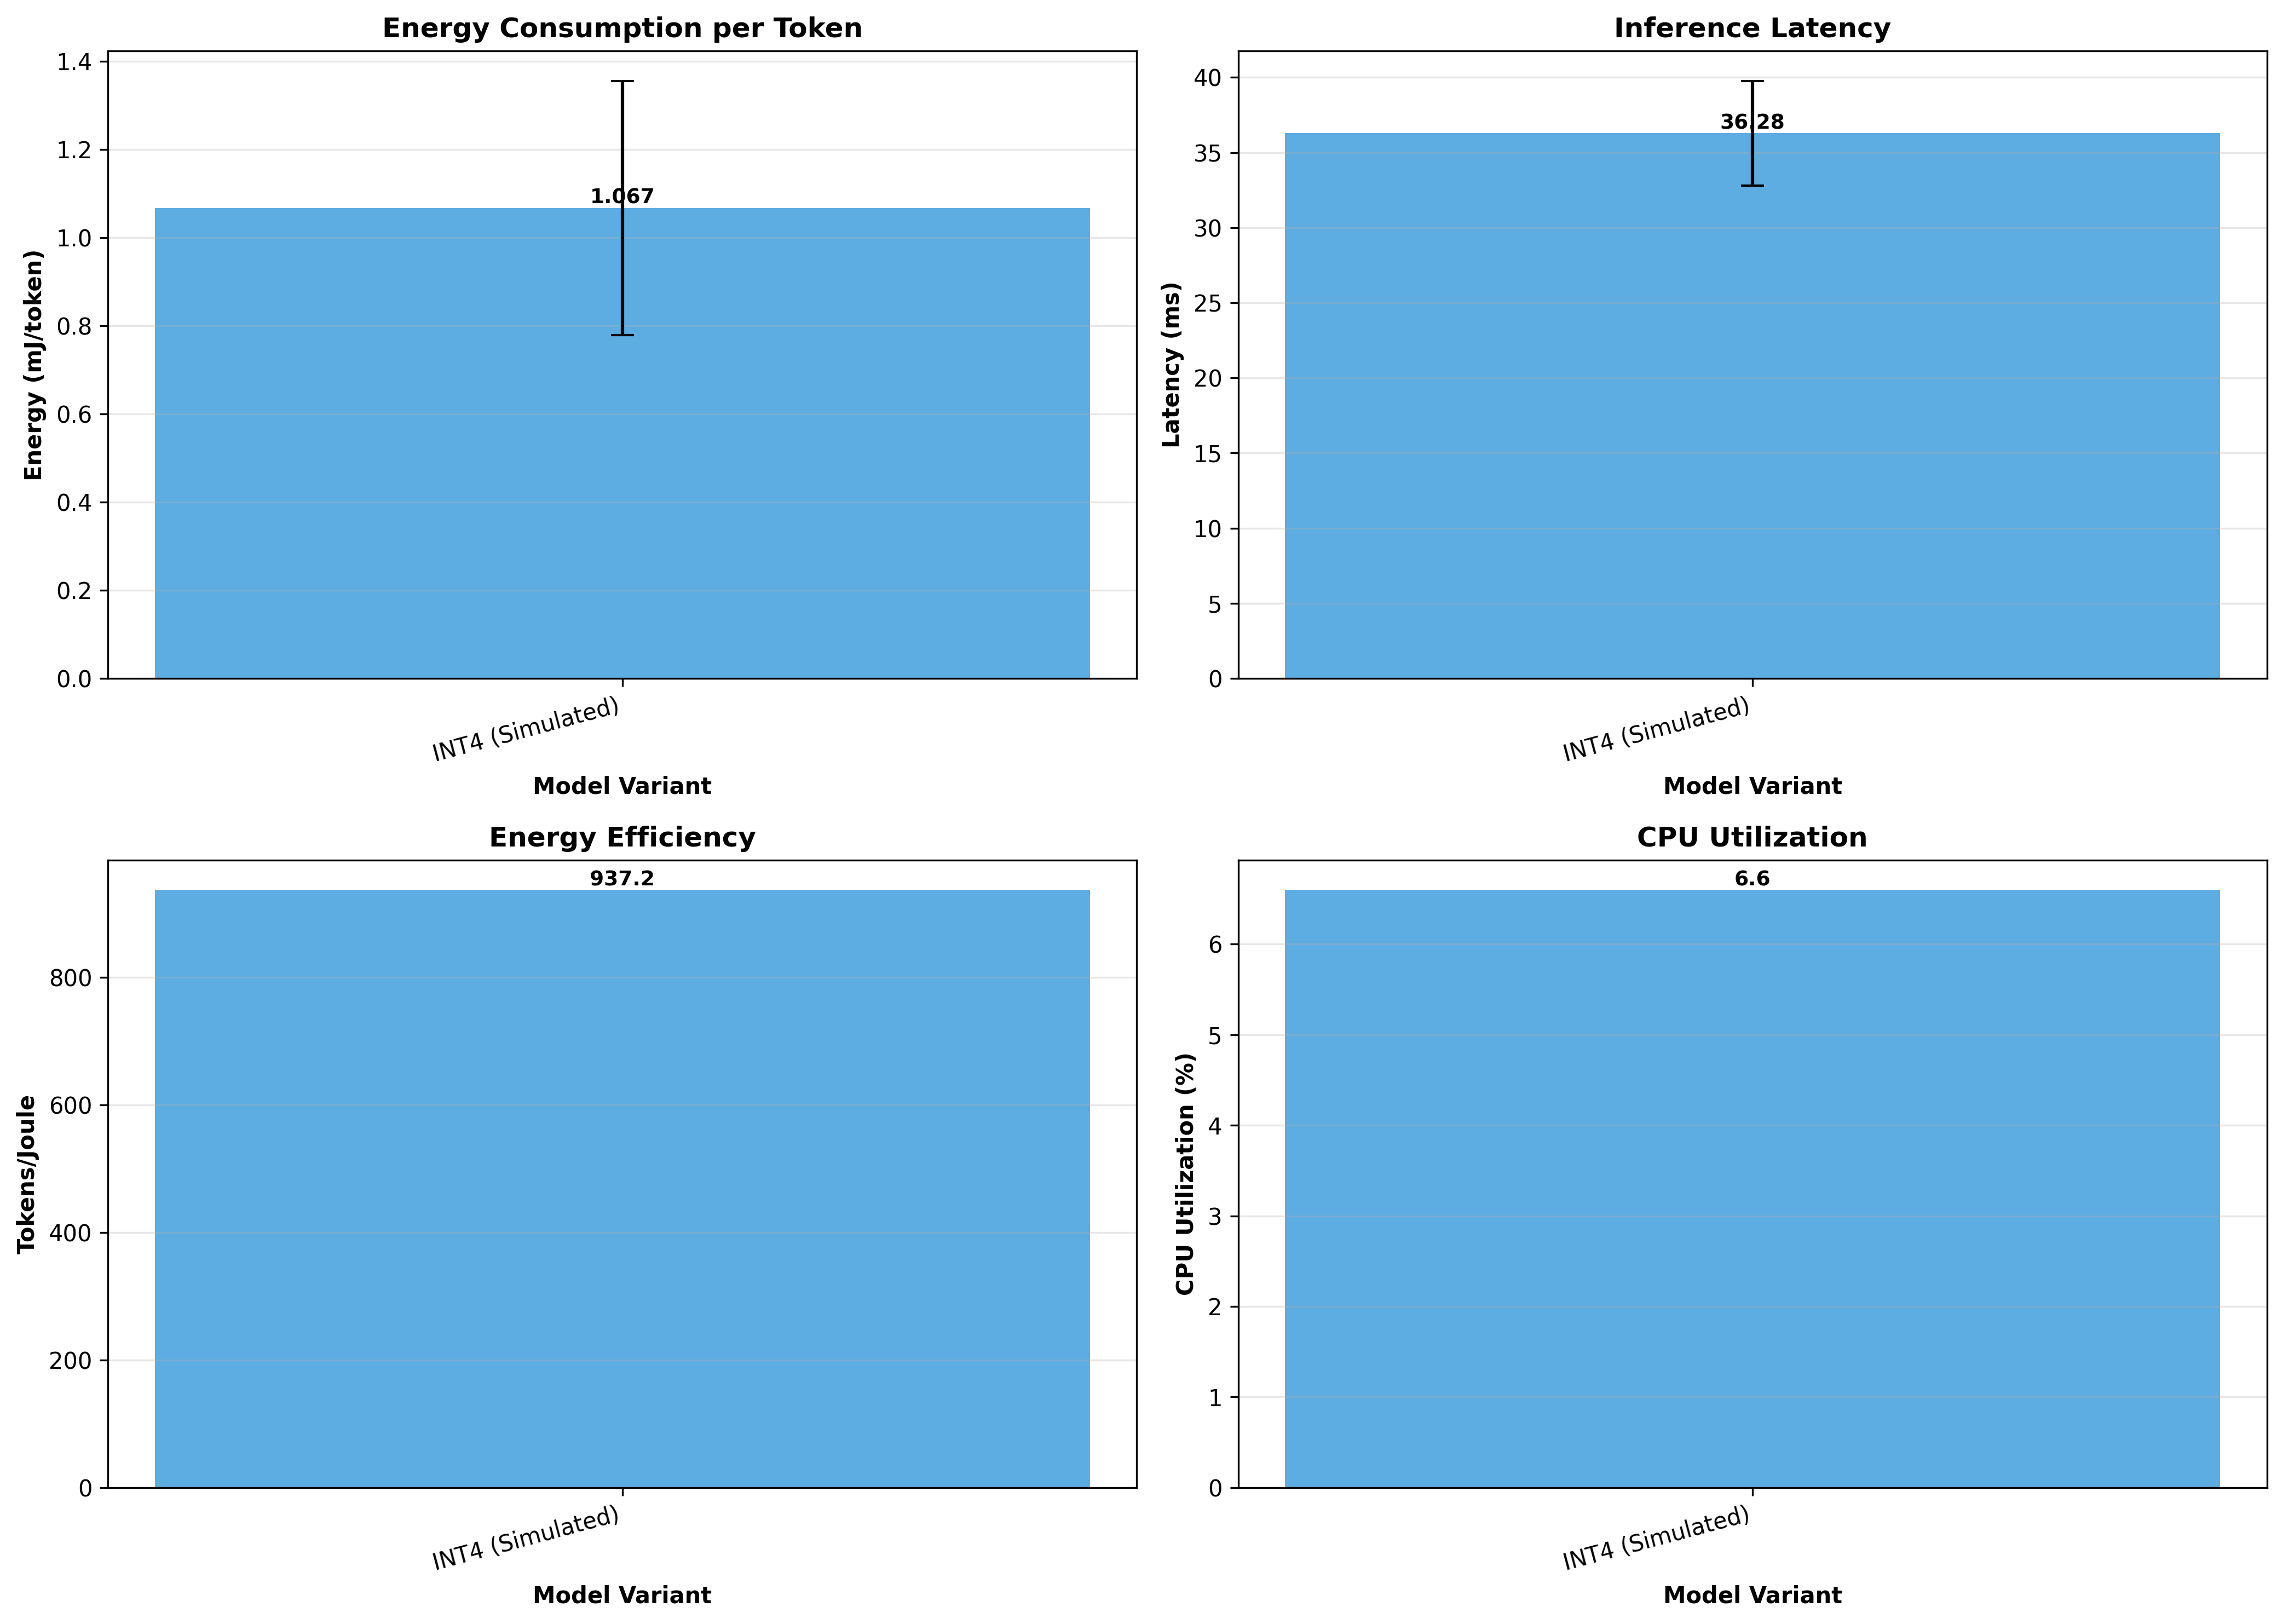 Energy Consumption per Token
1.4
1.2
1.0
0.8
0.6
0.4
0.2
0.0
Energy (mJ/token)
1.067
INT4 (Simulated)
Model Variant
Inference Latency
40
35
30
25
20
15
10
5
0
Latency (ms)
36.28
INT4 (Simulated)
Model Variant
Energy Efficiency
800
600
400
200
0
Tokens/Joule
937.2
INT4 (Simulated)
Model Variant
CPU Utilization
6
5
4
3
2
1
0
CPU Utilization (%)
6.6
INT4 (Simulated)
Model Variant